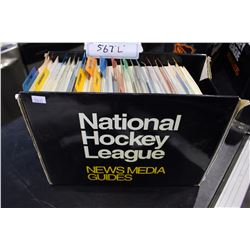 567L
National
Hockey
League
NEWS MEDIA
GUIDES